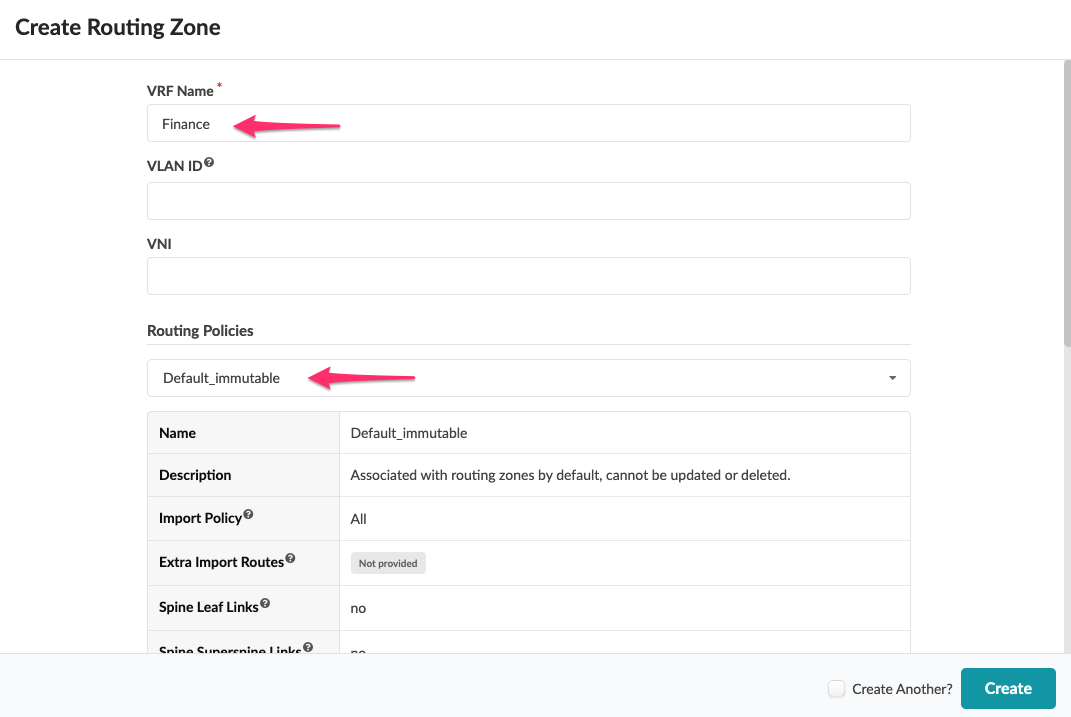 Create Routing Zone
VRF Name *
Finance
VLAN ID
VNI
Routing Policies
Default_immutable
Name Default_immutable
Description Associated with routing zones by default, cannot be updated or deleted.
Import Policy All
Extra Import Routes Not provided
Spine Leaf Links no
Spine Superspine Links no
Create Another? Create